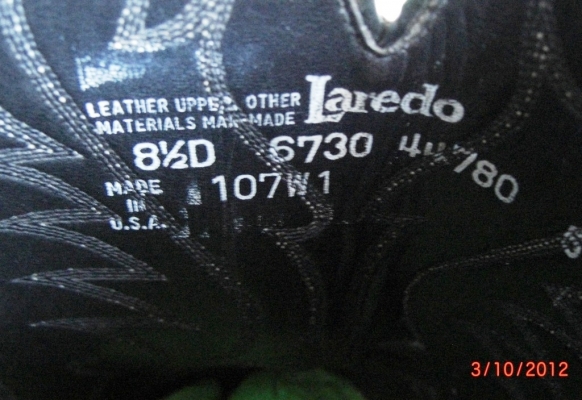 LEATHER UPPER OTHER
MATERIALS MAN-MADE
Laredo
8½D 6730 44780
MADE
IN
U.S.A.
107W1
3/10/2012